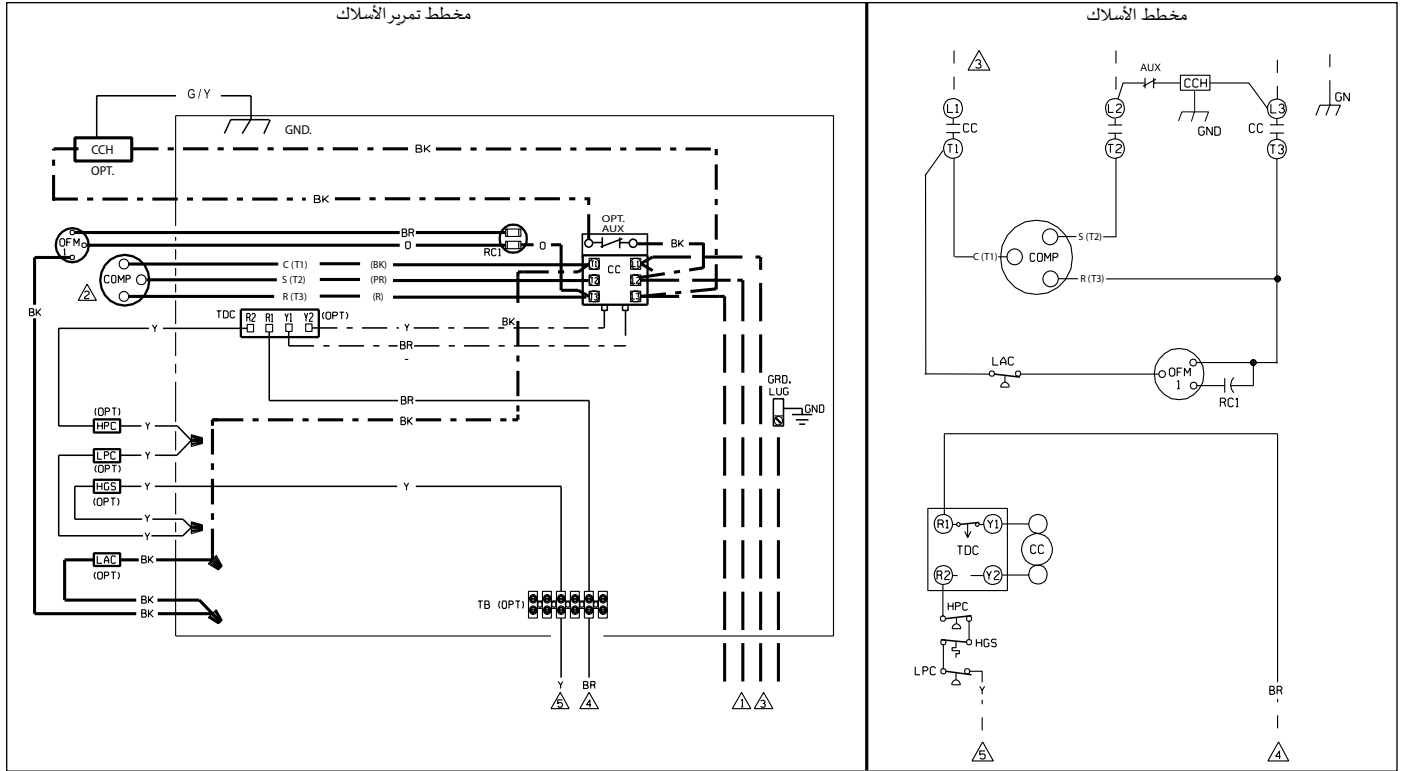 مخطط تمرير الأسلاك
G/Y
GND.
CCH
OPT.
BK
BK
OPT.
AUX
BR
O
RC1
O
BK
OFM
1
CC
T1
L1
T2
L2
T3
L3
COMP
C (T1) (BK)
S (T2) (PR)
R (T3) (R)
2
BK
TDC
R2 R1 Y1 Y2 (OPT)
Y
Y
BK
BR
BR
BK
GRD.
LUG
GND
(OPT)
HPC
Y
LPC
Y
(OPT)
HGS
Y
Y
(OPT)
Y
Y
LAC
BK
(OPT)
BK
BK
TB (OPT)
Y BR
5 4 1 3
مخطط الأسلاك
3
AUX
CCH
GND
GN
L1
L2
L3
CC
CC
T1
T2
T3
S (T2)
C (T1)
COMP
R (T3)
LAC
OFM
1
RC1
R1
Y1
TDC
CC
R2
Y2
HPC
HGS
LPC
Y
BR
5
4